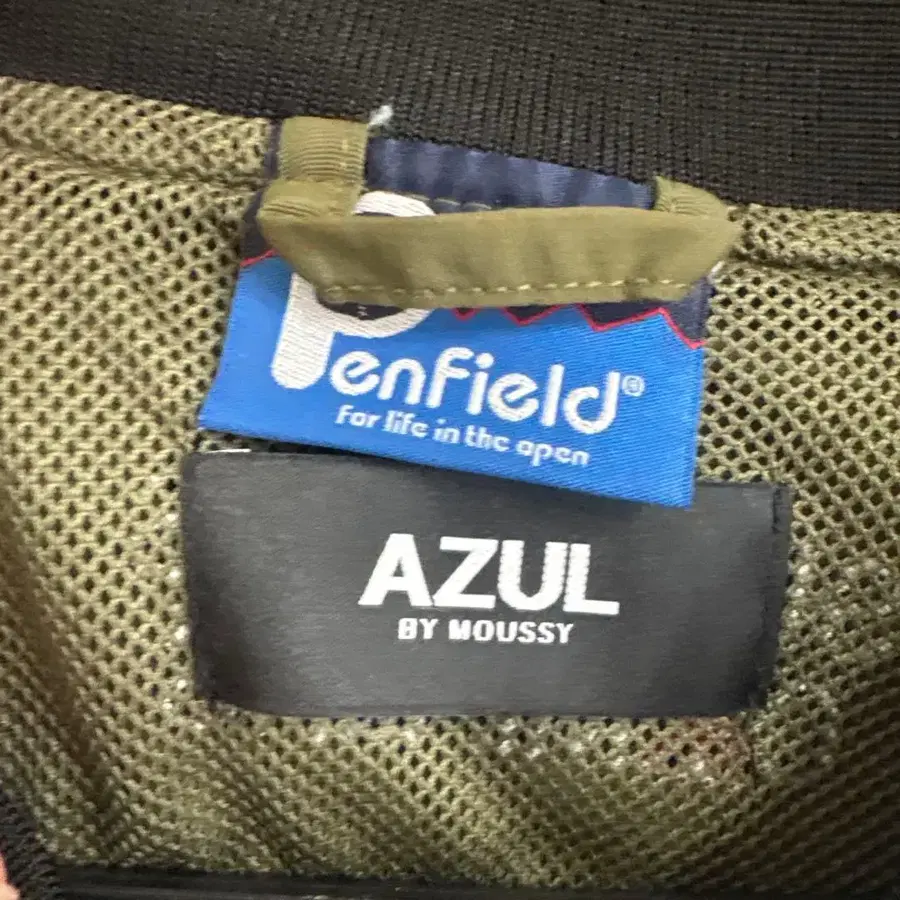 Penfield®
For life in the open
AZUL
BY MOUSSY